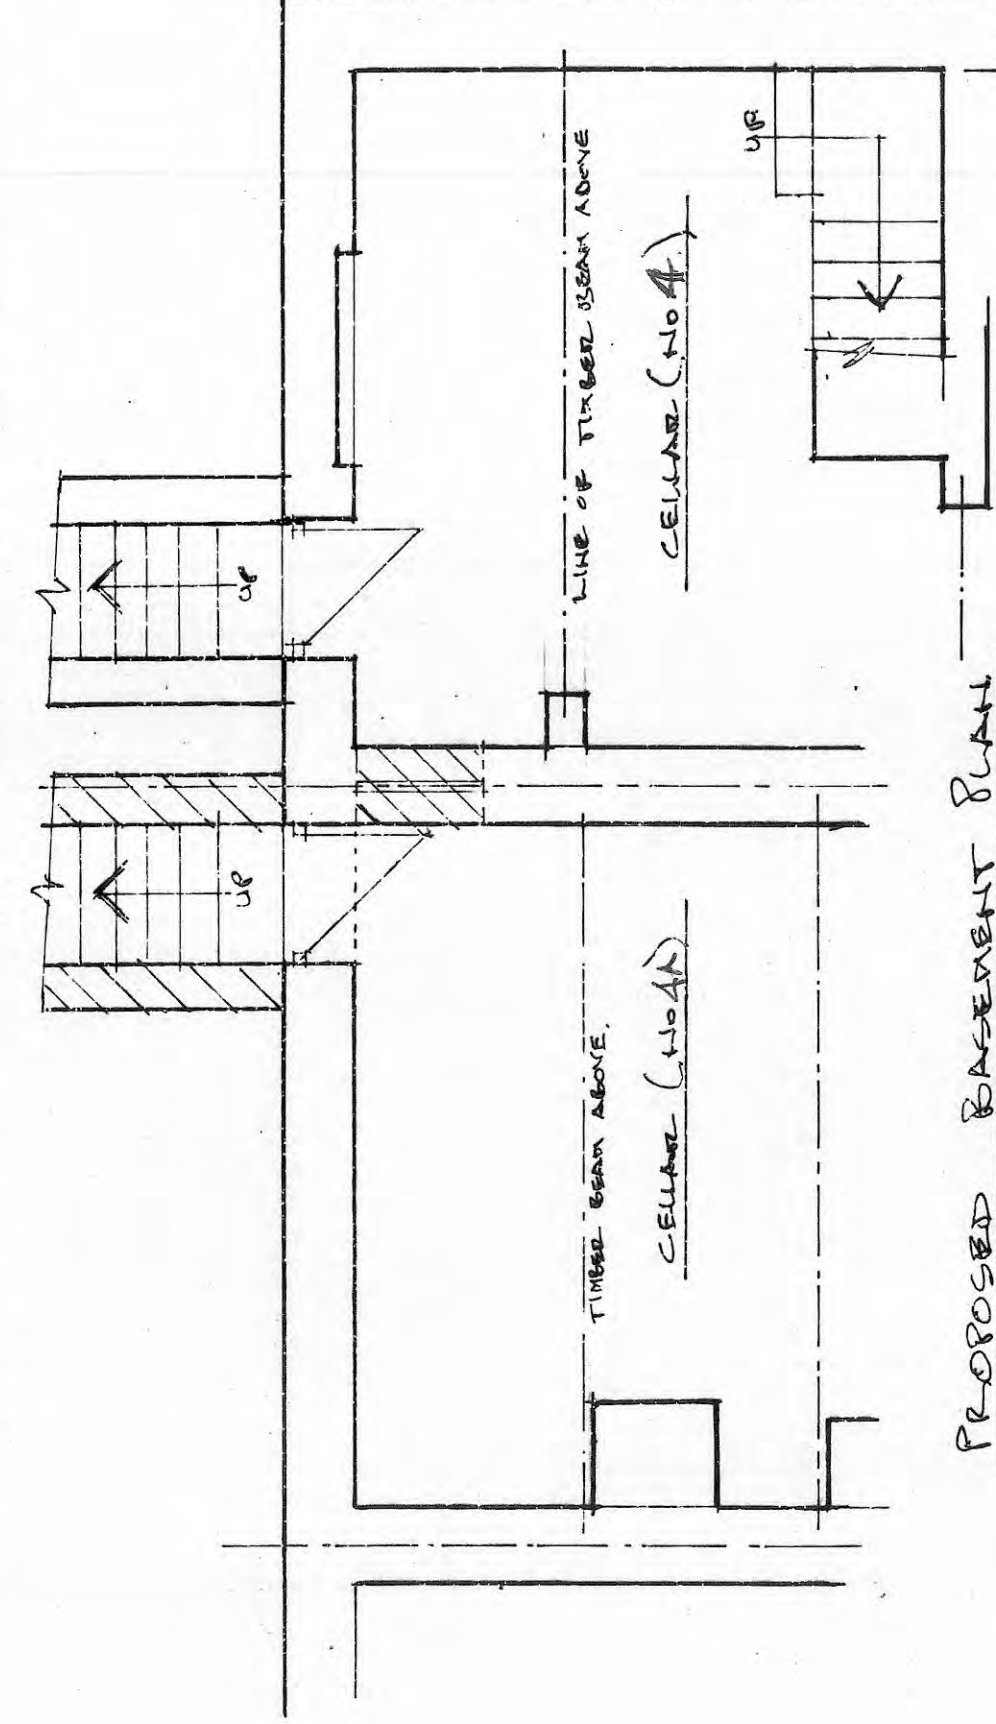 UP
UP
UP
TIMBER BEAM ABOVE.
LINE OF TIMBER BEAM ABOVE
CELLAR (No 4A)
CELLAR (No 4)
PROPOSED BASEMENT PLAN.